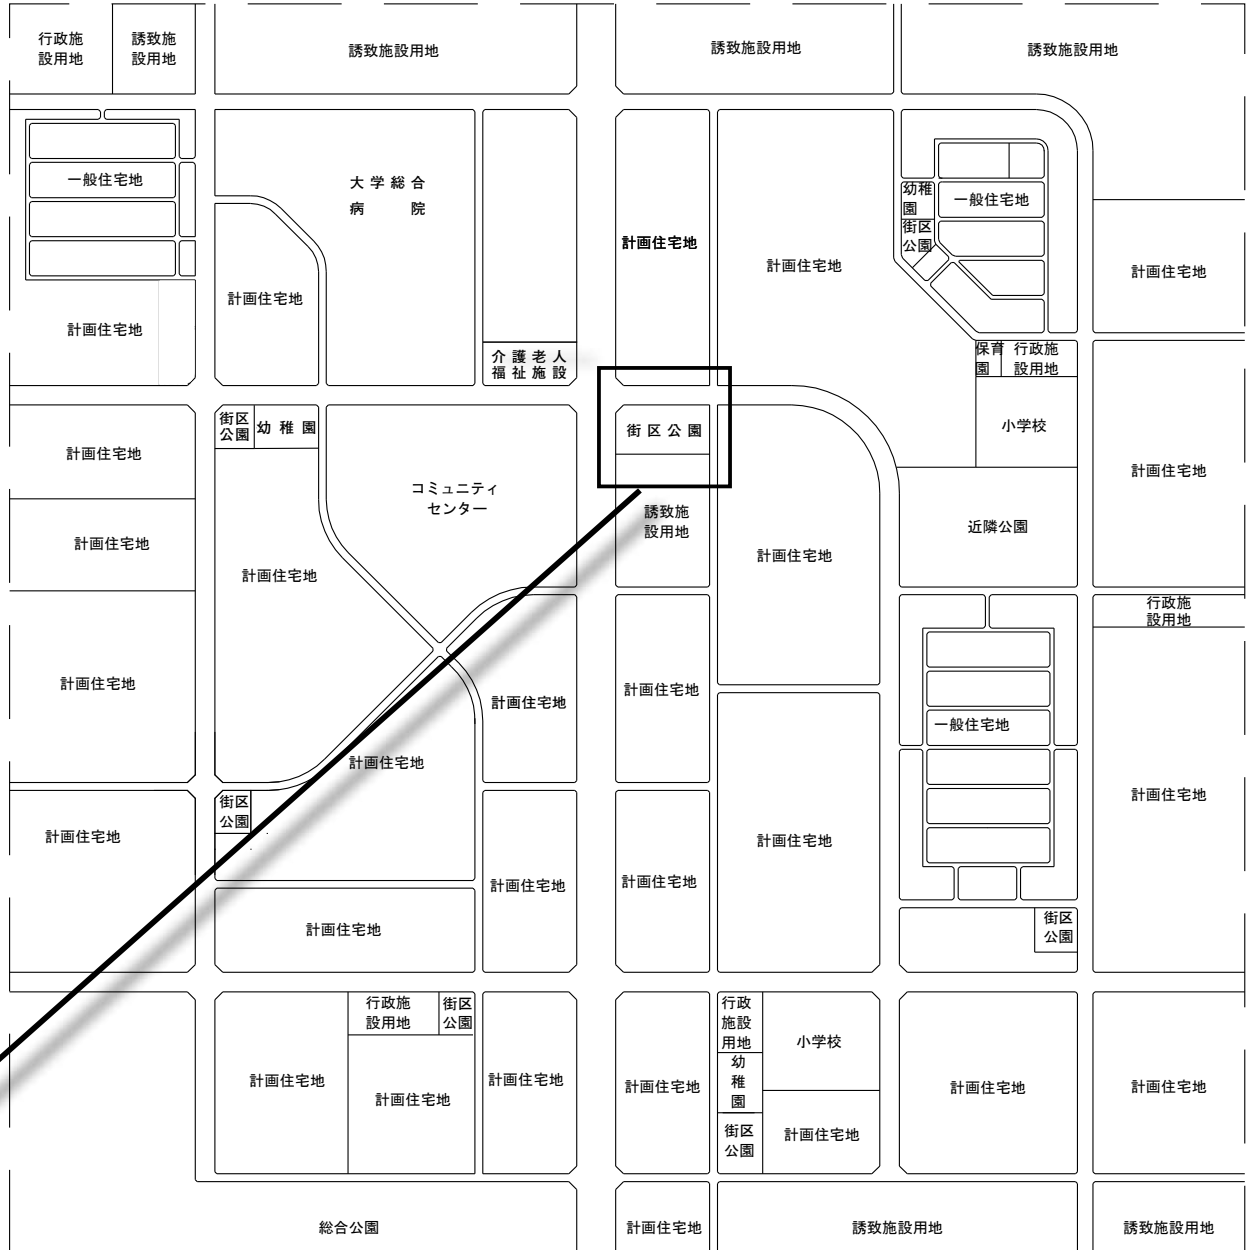 行政施
設用地
誘致施
設用地
誘致施設用地
誘致施設用地
誘致施設用地
一般住宅地
大学総合
病院
計画住宅地
計画住宅地
幼稚
園
街区
公園
一般住宅地
計画住宅地
計画住宅地
計画住宅地
計画住宅地
介護老人
福祉施設
保育
園
行政施
設用地
小学校
街区
公園
幼稚園
街区公園
計画住宅地
コミュニティ
センター
計画住宅地
誘致施
設用地
近隣公園
計画住宅地
計画住宅地
計画住宅地
行政施
設用地
計画住宅地
計画住宅地
計画住宅地
一般住宅地
計画住宅地
計画住宅地
街区
公園
計画住宅地
計画住宅地
計画住宅地
計画住宅地
計画住宅地
街区
公園
行政施
設用地
街区
公園
行政
施設
用地
小学校
幼
稚
園
計画住宅地
計画住宅地
計画住宅地
計画住宅地
計画住宅地
計画住宅地
街区
公園
計画住宅地
総合公園
計画住宅地
誘致施設用地
誘致施設用地